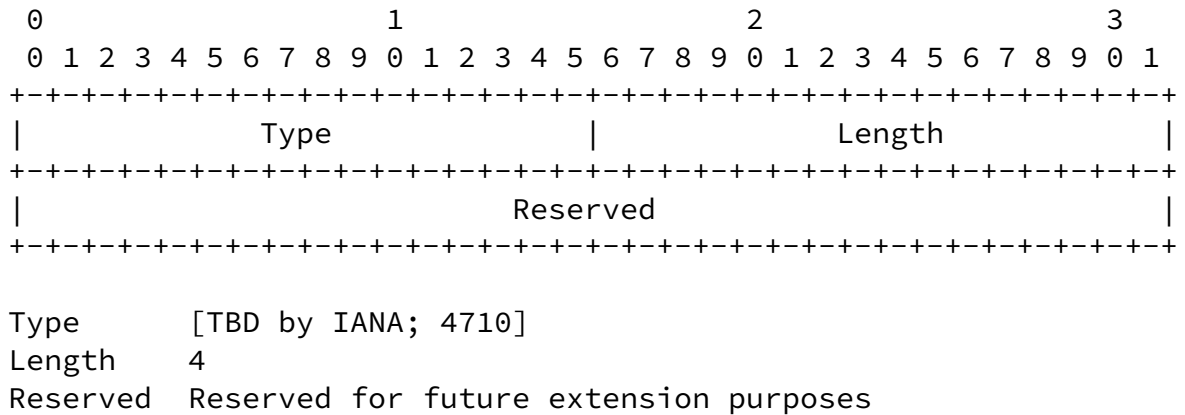 0                   1                   2                   3
 0 1 2 3 4 5 6 7 8 9 0 1 2 3 4 5 6 7 8 9 0 1 2 3 4 5 6 7 8 9 0 1
+-+-+-+-+-+-+-+-+-+-+-+-+-+-+-+-+-+-+-+-+-+-+-+-+-+-+-+-+-+-+-+-+
|             Type              |             Length            |
+-+-+-+-+-+-+-+-+-+-+-+-+-+-+-+-+-+-+-+-+-+-+-+-+-+-+-+-+-+-+-+-+
|                           Reserved                            |
+-+-+-+-+-+-+-+-+-+-+-+-+-+-+-+-+-+-+-+-+-+-+-+-+-+-+-+-+-+-+-+-+
Type      [TBD by IANA; 4710]
Length    4
Reserved  Reserved for future extension purposes